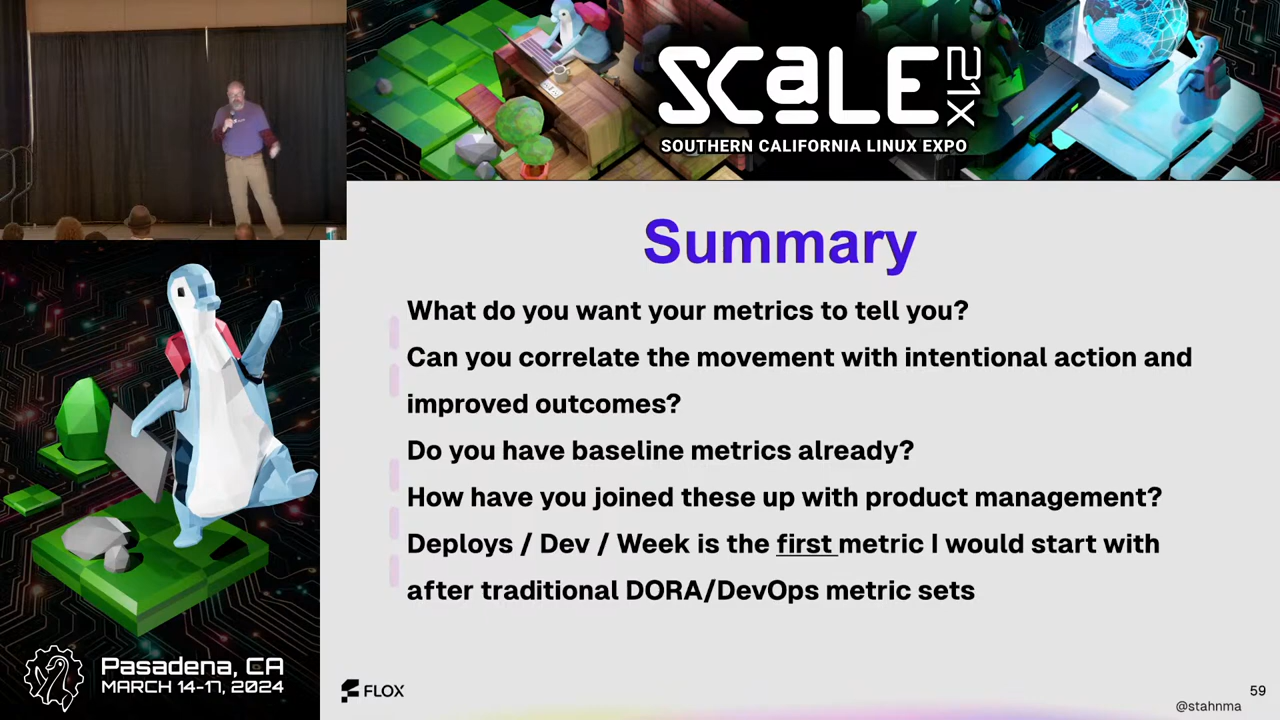 SCaLE 21X
SOUTHERN CALIFORNIA LINUX EXPO
Summary
What do you want your metrics to tell you?
Can you correlate the movement with intentional action and
improved outcomes?
Do you have baseline metrics already?
How have you joined these up with product management?
Deploys / Dev / Week is the first metric I would start with
after traditional DORA/DevOps metric sets
Pasadena, CA
MARCH 14-17, 2024
FLOX
59
@stahnma